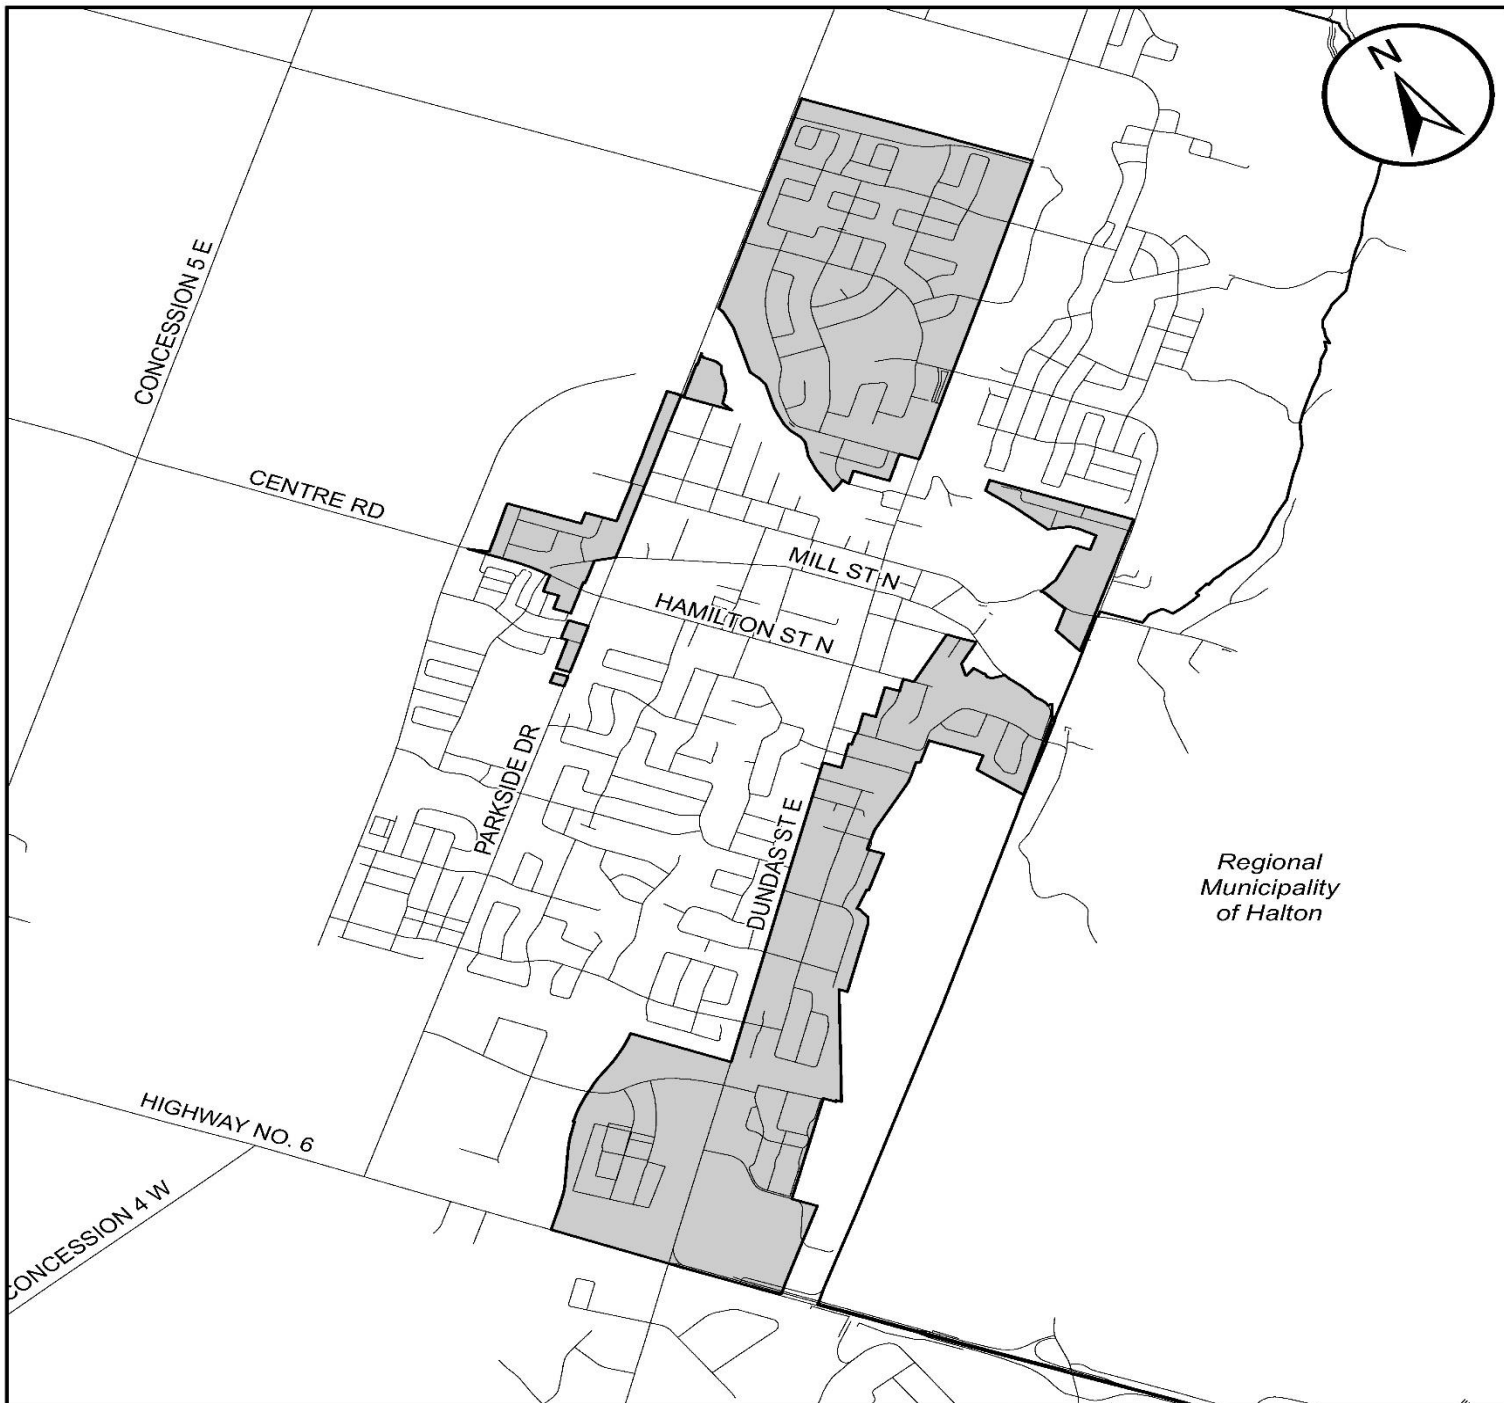 N
CONCESSION 5 E
CENTRE RD
MILL ST N
HAMILTON ST N
PARKSIDE DR
DUNDAS ST E
Regional
Municipality
of Halton
HIGHWAY NO. 6
CONCESSION 4 W